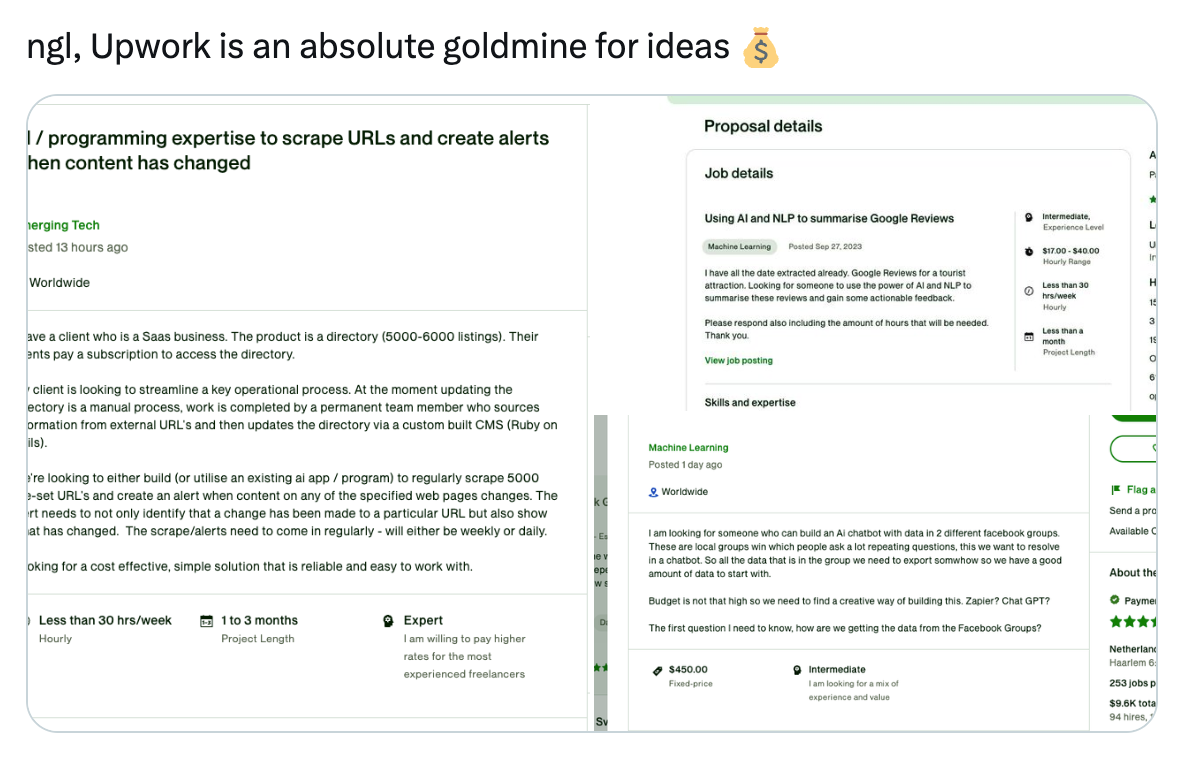 ngl, Upwork is an absolute goldmine for ideas 💰
/ programming expertise to scrape URLs and create alerts
hen content has changed
nerging Tech
sted 13 hours ago
Worldwide
ave a client who is a Saas business. The product is a directory (5000-6000 listings). Their
ents pay a subscription to access the directory.
client is looking to streamline a key operational process. At the moment updating the
ectory is a manual process, work is completed by a permanent team member who sources
ormation from external URL's and then updates the directory via a custom built CMS (Ruby on
ils).
e're looking to either build (or utilise an existing ai app / program) to regularly scrape 5000
e-set URL's and create an alert when content on any of the specified web pages changes. The
rt needs to not only identify that a change has been made to a particular URL but also show
at has changed. The scrape/alerts need to come in regularly - will either be weekly or daily.
oking for a cost effective, simple solution that is reliable and easy to work with.
Less than 30 hrs/week
Hourly
1 to 3 months
Project Length
Expert
I am willing to pay higher
rates for the most
experienced freelancers
Proposal details
Job details
Using AI and NLP to summarise Google Reviews
Machine Learning
Posted Sep 27, 2023
I have all the date extracted already. Google Reviews for a tourist
attraction. Looking for someone to use the power of AI and NLP to
summarise these reviews and gain some actionable feedback.
Please respond also including the amount of hours that will be needed.
Thank you.
View job posting
Intermediate,
Experience Level
$17.00 - $40.00
Hourly Range
Less than 30
hrs/week
Hourly
Less than a
month
Project Length
Skills and expertise
Machine Learning
Posted 1 day ago
Worldwide
I am looking for someone who can build an Ai chatbot with data in 2 different facebook groups.
These are local groups win which people ask a lot repeating questions, this we want to resolve
in a chatbot. So all the data that is in the group we need to export somwhow so we have a good
amount of data to start with.
Budget is not that high so we need to find a creative way of building this. Zapier? Chat GPT?
The first question I need to know, how are we getting the data from the Facebook Groups?
$450.00
Fixed-price
Intermediate
I am looking for a mix of
experience and value
Flag a
Send a pro
Available C
About the
Payme
Netherland
Haarlem 6:
253 jobs p
$9.6K tota
94 hires,